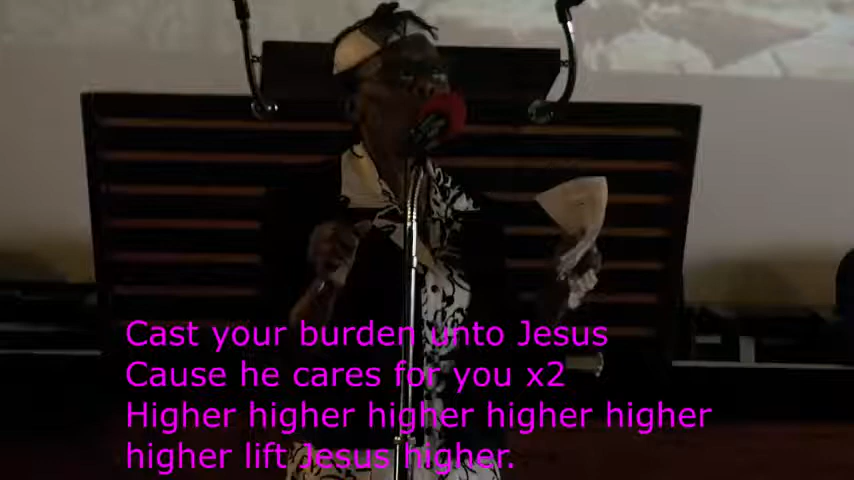 Cast your burden unto Jesus
Cause he cares for you x2
Higher higher higher higher higher
higher lift Jesus higher.